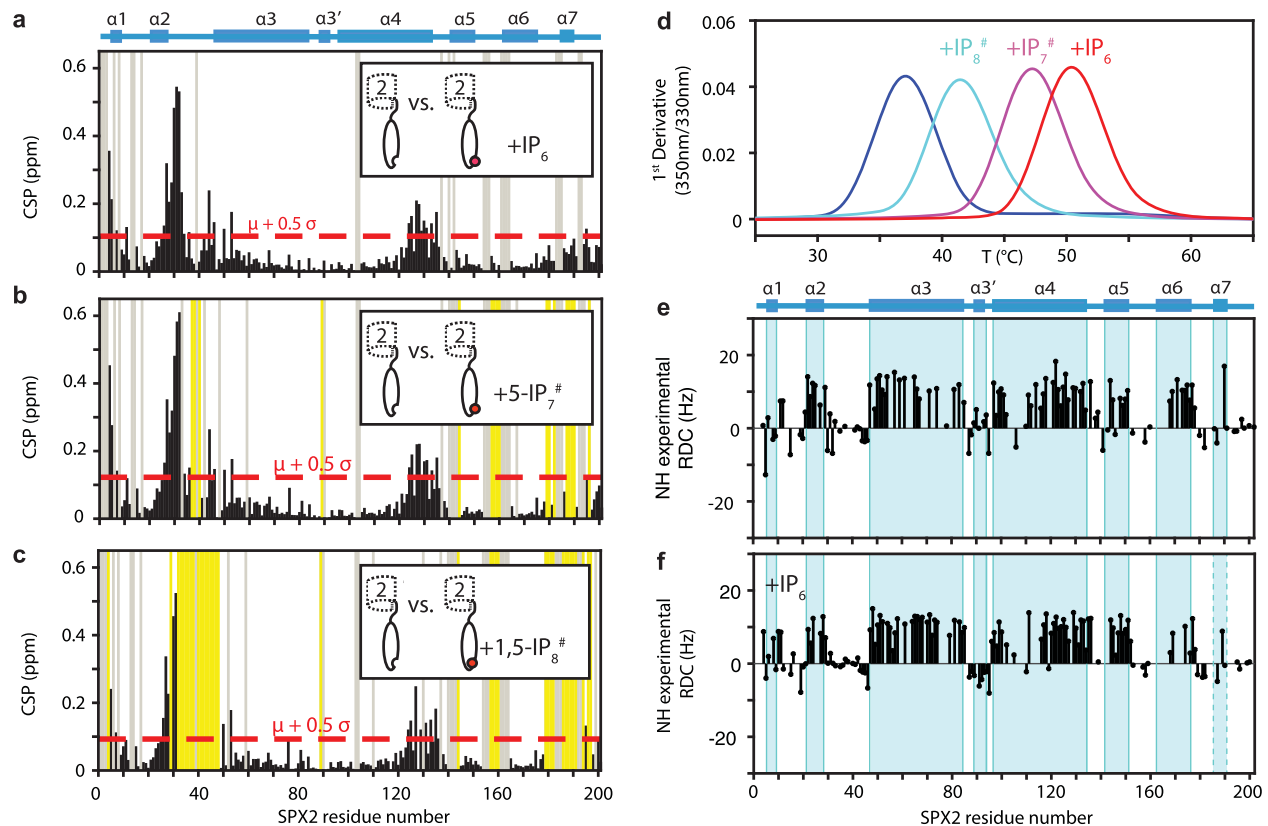 a
α1 α2 α3 α3′ α4 α5 α6 α7
0.6
0.4
0.2
0
CSP (ppm)
2 vs. 2
+IP6
μ + 0.5 σ
b
0.6
0.4
0.2
0
CSP (ppm)
2 vs. 2
+5-IP7#
μ + 0.5 σ
c
0.6
0.4
0.2
0
CSP (ppm)
2 vs. 2
+1,5-IP8#
μ + 0.5 σ
0 40 80 120 160 200
SPX2 residue number
d
0.06
0.04
0.02
0
1st Derivative
(350nm/330nm)
+IP8# +IP7# +IP6
30 40 50 60
T (°C)
α1 α2 α3 α3′ α4 α5 α6 α7
e
20
0
-20
NH experimental
RDC (Hz)
f
+IP6
20
0
-20
NH experimental
RDC (Hz)
0 40 80 120 160 200
SPX2 residue number